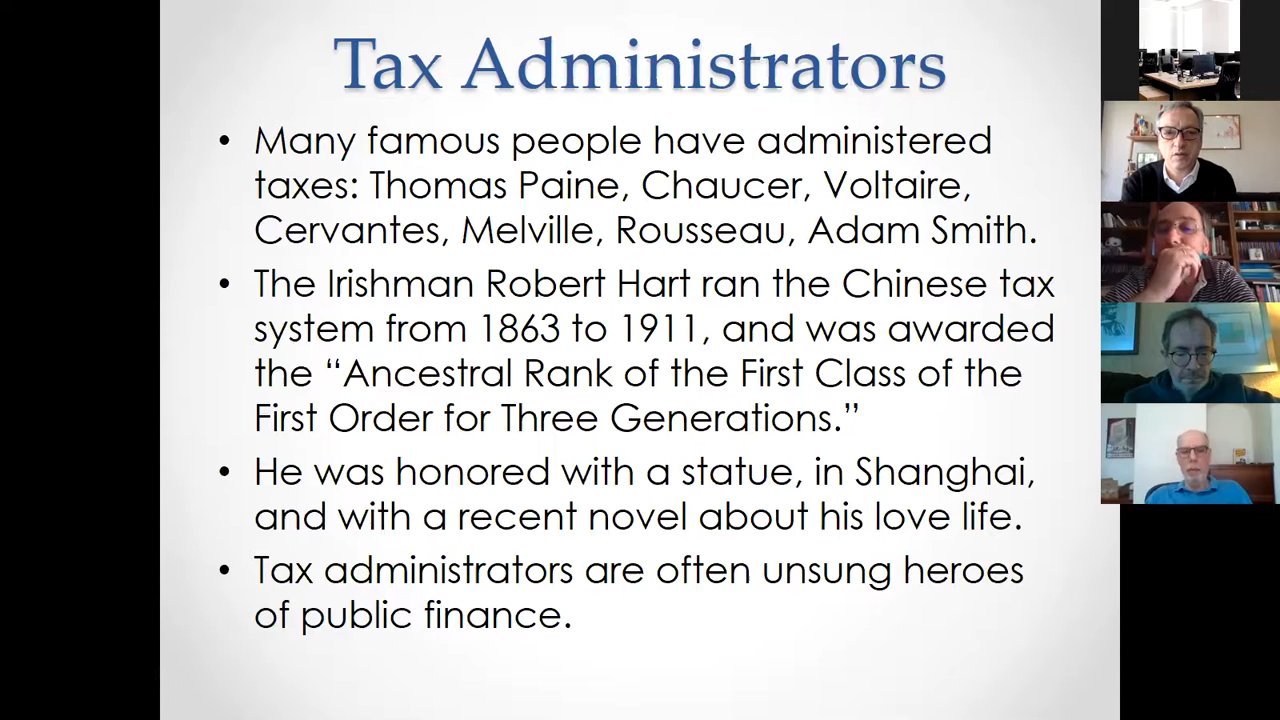 Tax Administrators
• Many famous people have administered
taxes: Thomas Paine, Chaucer, Voltaire,
Cervantes, Melville, Rousseau, Adam Smith.
• The Irishman Robert Hart ran the Chinese tax
system from 1863 to 1911, and was awarded
the “Ancestral Rank of the First Class of the
First Order for Three Generations.”
• He was honored with a statue, in Shanghai,
and with a recent novel about his love life.
• Tax administrators are often unsung heroes
of public finance.